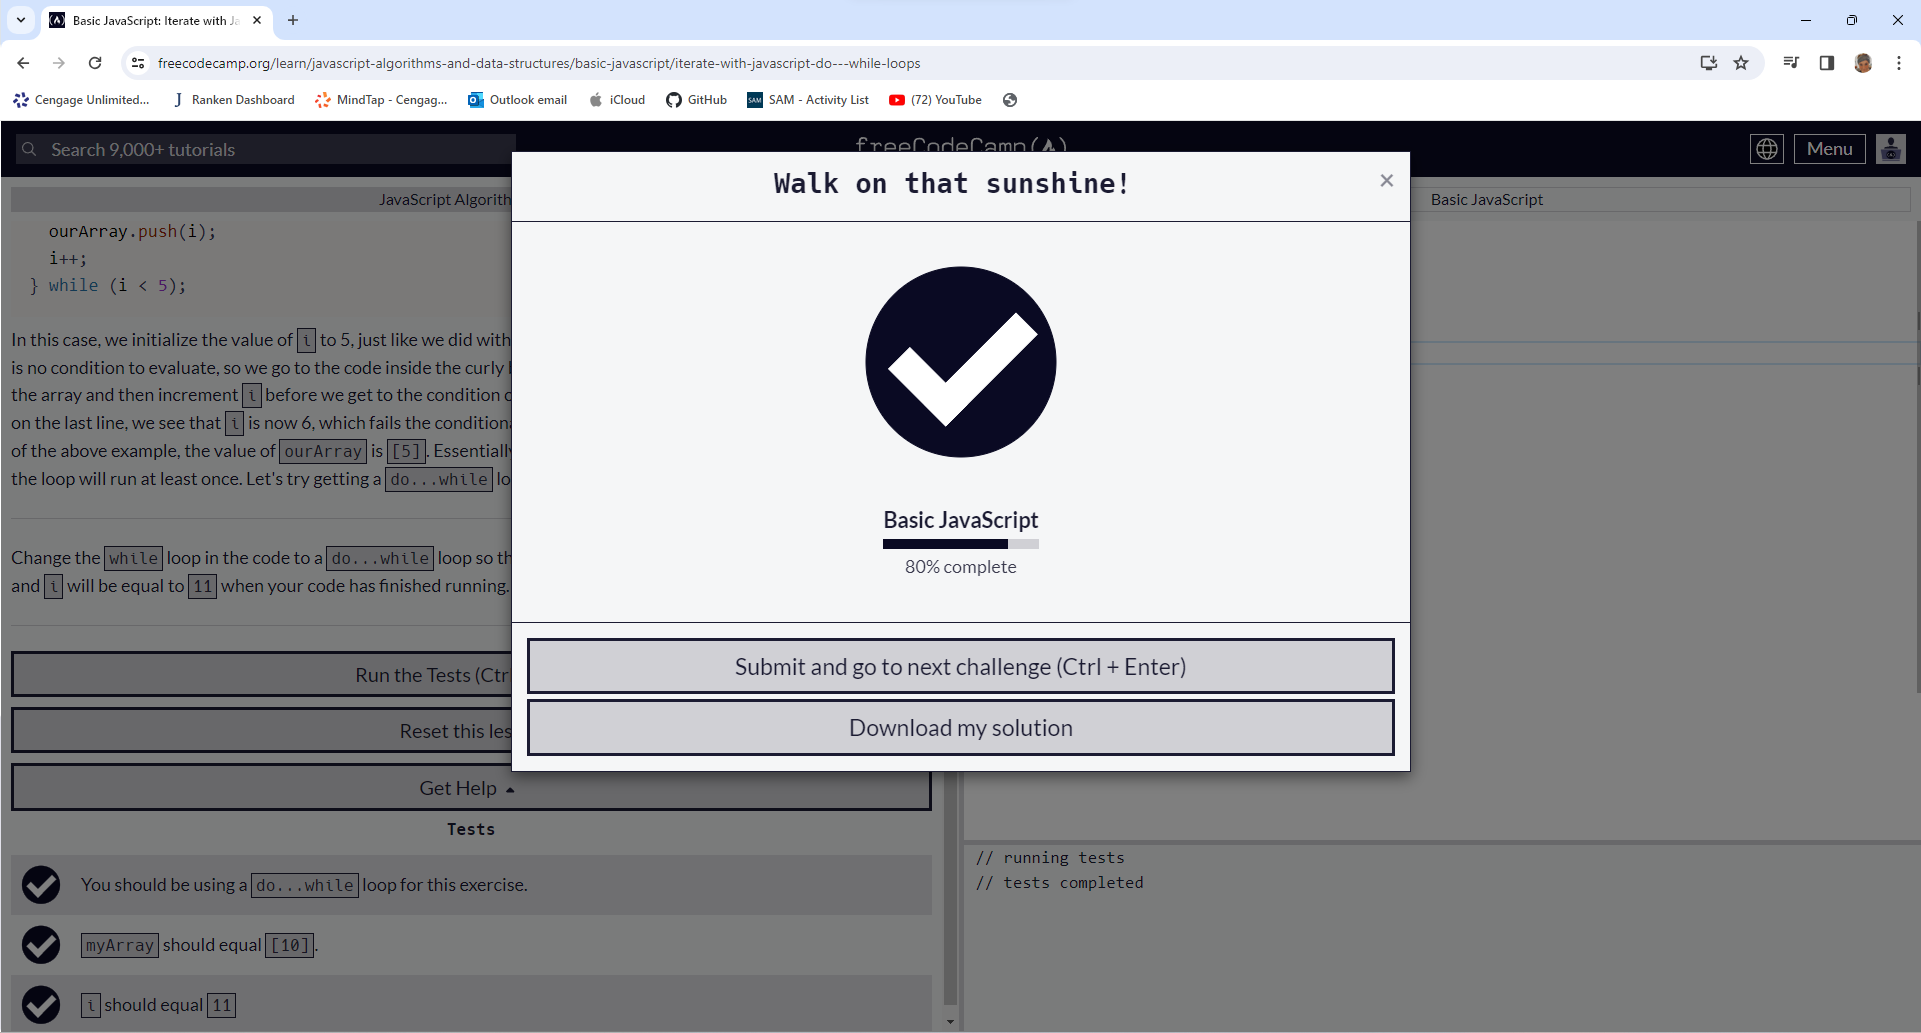 Basic JavaScript: Iterate with Ja
freecodecamp.org/learn/javascript-algorithms-and-data-structures/basic-javascript/iterate-with-javascript-do---while-loops
Cengage Unlimited... Ranken Dashboard MindTap - Cengag... Outlook email iCloud GitHub SAM SAM - Activity List (72) YouTube
Search 9,000+ tutorials
freeCodeCamp(🔥)
Menu
Walk on that sunshine!
×
JavaScript Algorith
Basic JavaScript
ourArray.push(i);
i++;
} while (i < 5);
In this case, we initialize the value of i to 5, just like we did with
is no condition to evaluate, so we go to the code inside the curly
the array and then increment i before we get to the condition
on the last line, we see that i is now 6, which fails the condition
of the above example, the value of ourArray is [5]. Essentially
the loop will run at least once. Let's try getting a do...while lo
Change the while loop in the code to a do...while loop so th
and i will be equal to 11 when your code has finished running.
Run the Tests (Ctr
Reset this les
Get Help
Basic JavaScript
80% complete
Submit and go to next challenge (Ctrl + Enter)
Download my solution
Tests
You should be using a do...while loop for this exercise.
myArray should equal [10].
i should equal 11
// running tests
// tests completed